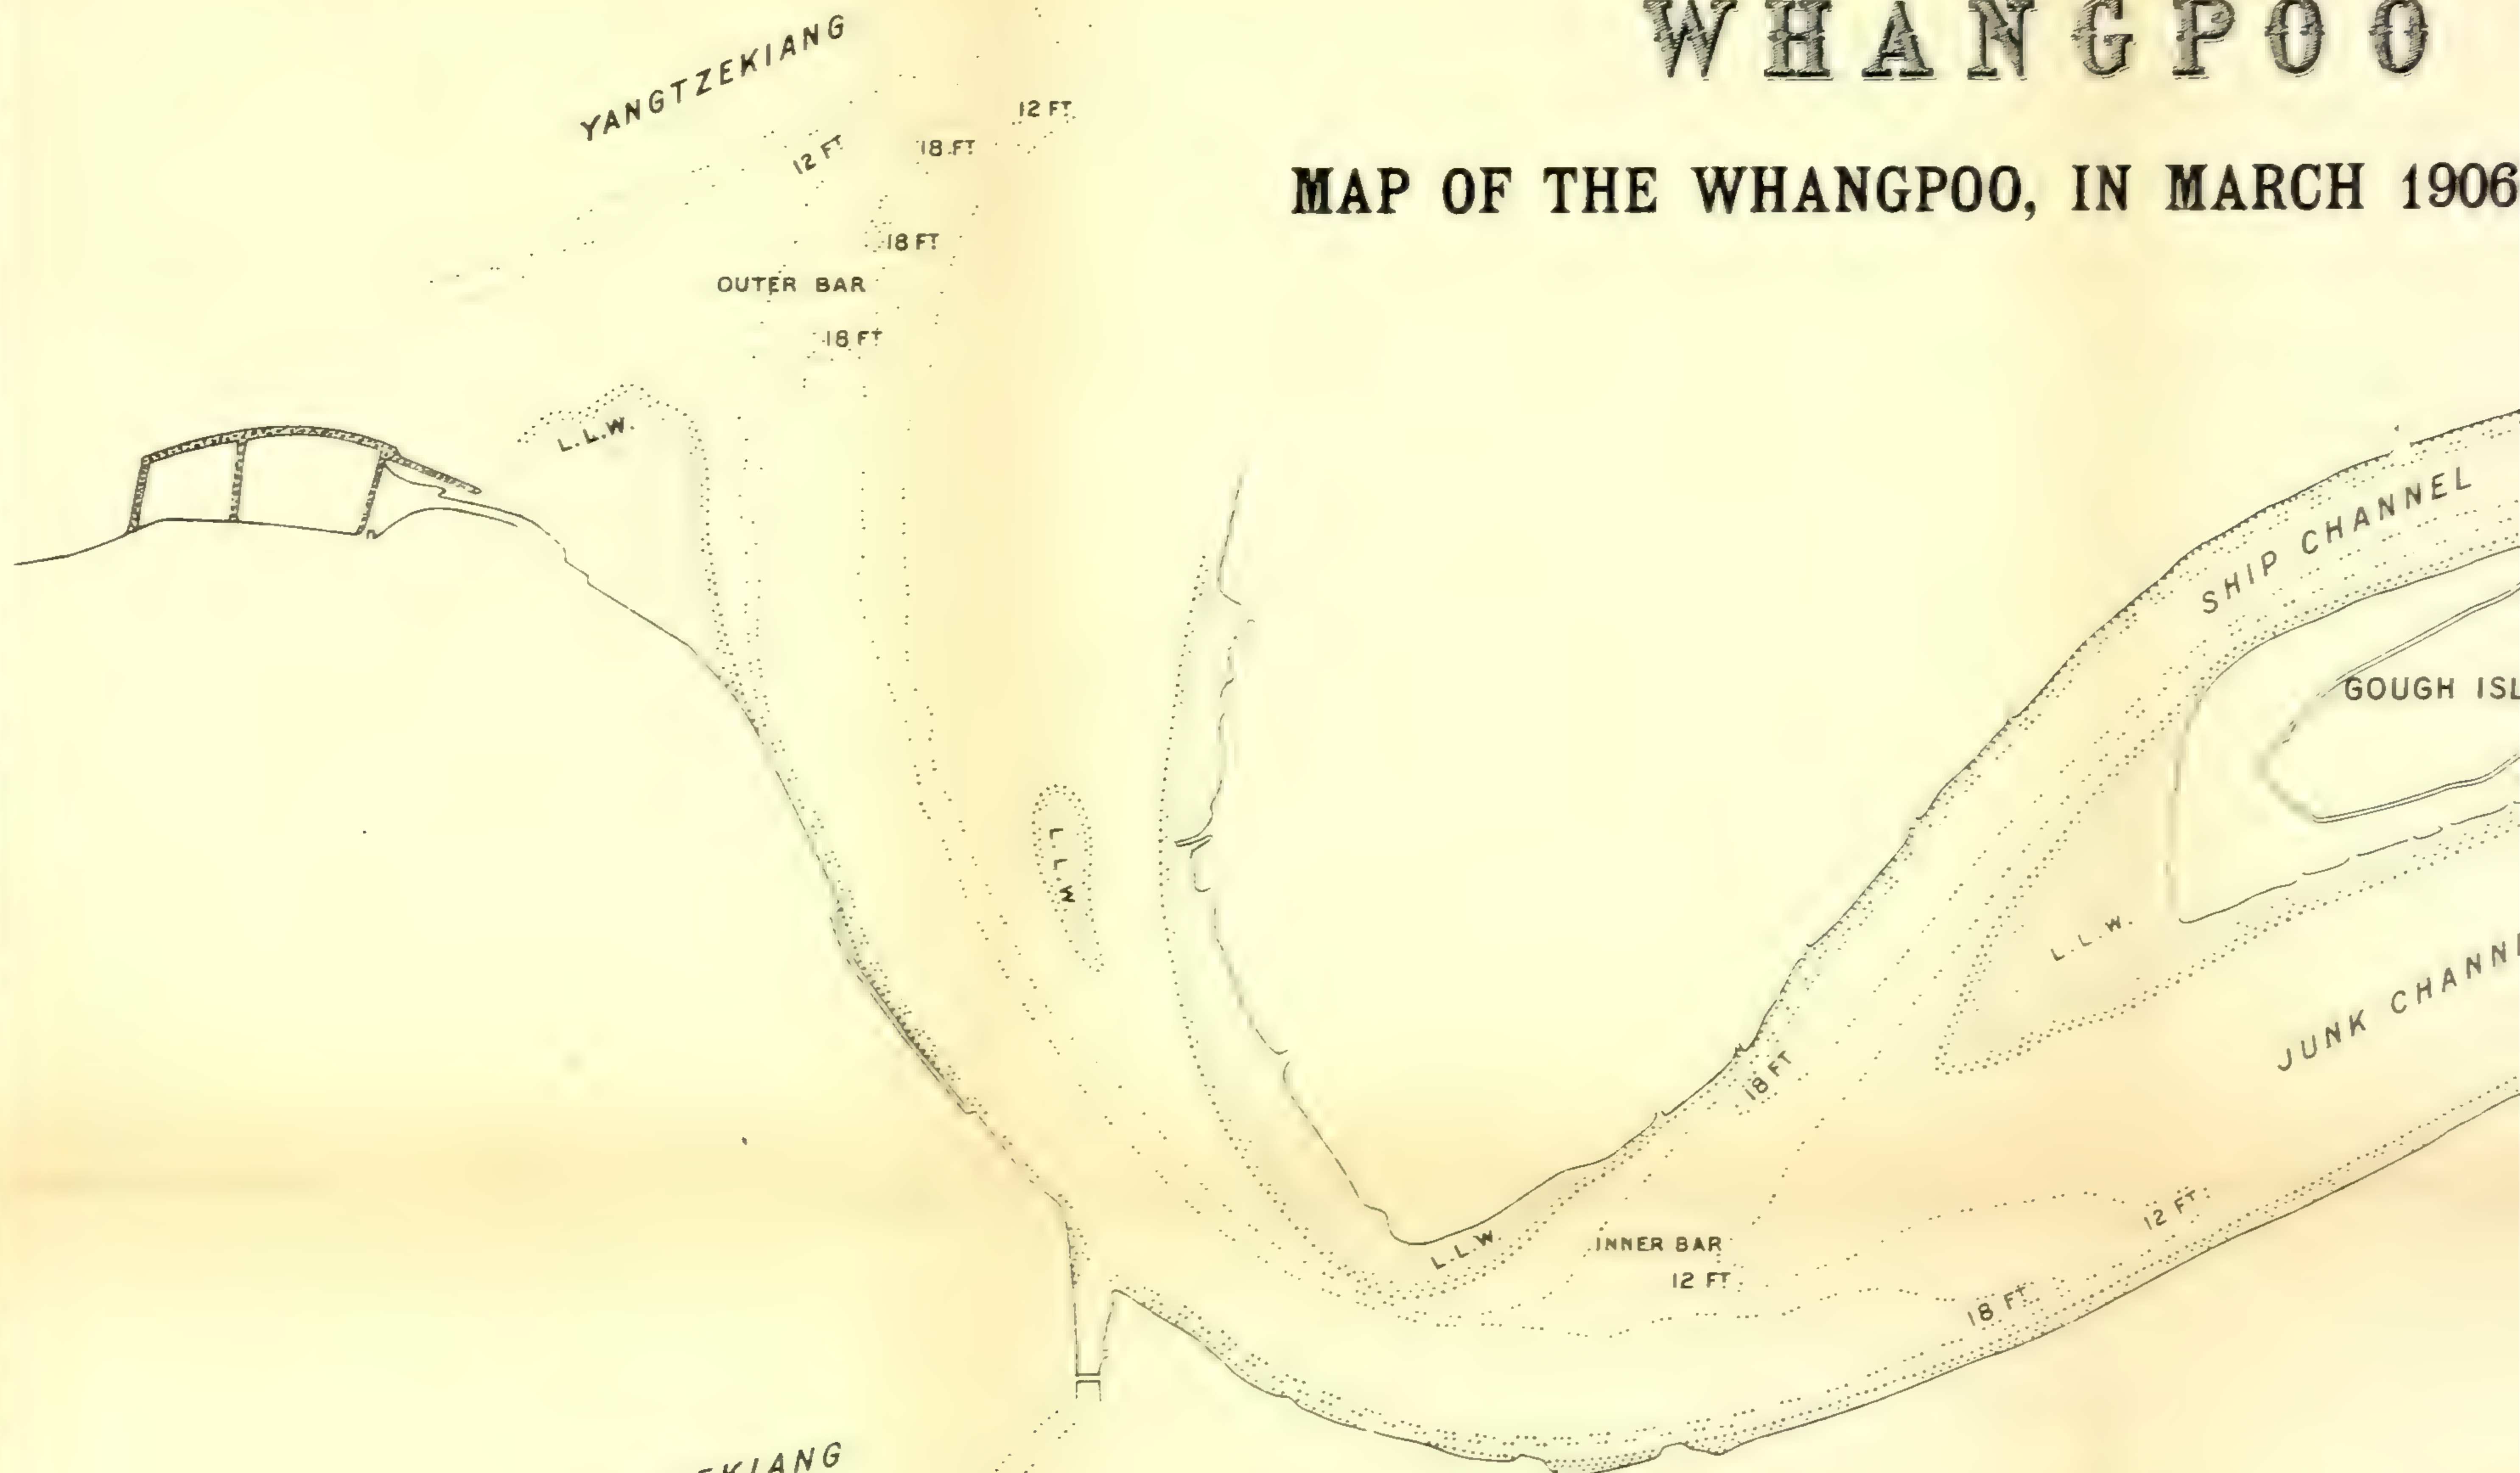 WHANGPOO
MAP OF THE WHANGPOO, IN MARCH 1906
YANGTZEKIANG
12 FT
12 FT
18 FT
18 FT
OUTER BAR
18 FT
L.L.W.
SHIP CHANNEL
GOUGH ISL
L.L.W
L.L.W.
JUNK CHANN
18 FT
12 FT
L.L.W.
INNER BAR
12 FT
18 FT
KIANG